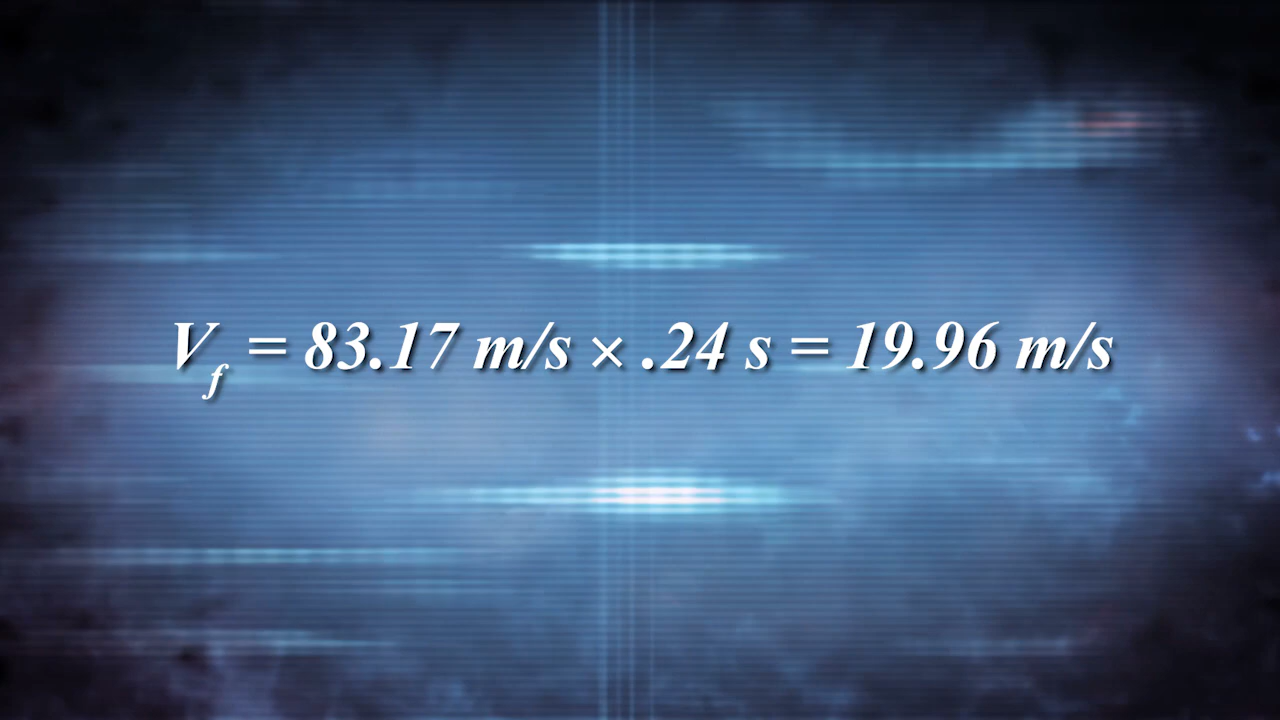 V_f = 83.17 m/s × .24 s = 19.96 m/s